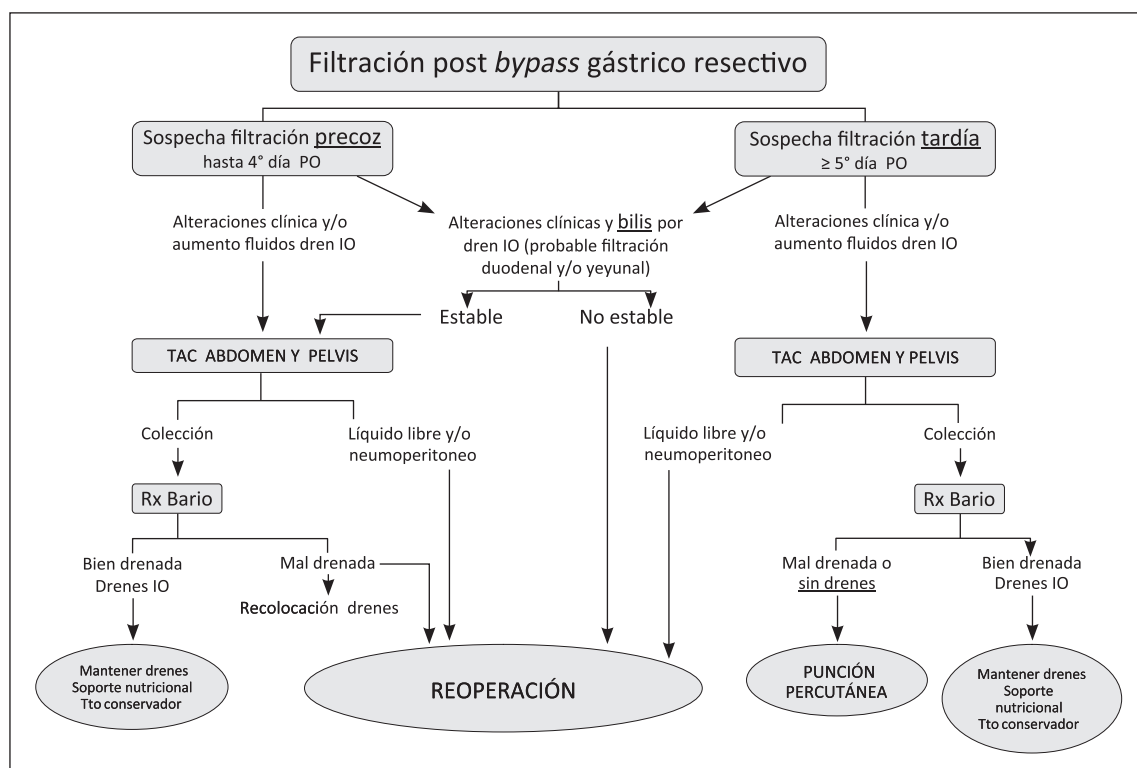 Filtración post bypass gástrico resectivo
Sospecha filtración precoz
hasta 4° día PO
Sospecha filtración tardía
≥ 5° día PO
Alteraciones clínica y/o
aumento fluidos dren IO
Alteraciones clínicas y bilis por
dren IO (probable filtración
duodenal y/o yeyunal)
Alteraciones clínica y/o
aumento fluidos dren IO
Estable
No estable
TAC ABDOMEN Y PELVIS
TAC ABDOMEN Y PELVIS
Colección
Líquido libre y/o
neumoperitoneo
Líquido libre y/o
neumoperitoneo
Colección
Rx Bario
Rx Bario
Bien drenada
Drenes IO
Mal drenada
Recolocación drenes
Mal drenada o
sin drenes
Bien drenada
Drenes IO
Mantener drenes
Soporte nutricional
Tto conservador
REOPERACIÓN
PUNCIÓN
PERCUTÁNEA
Mantener drenes
Soporte
nutricional
Tto conservador